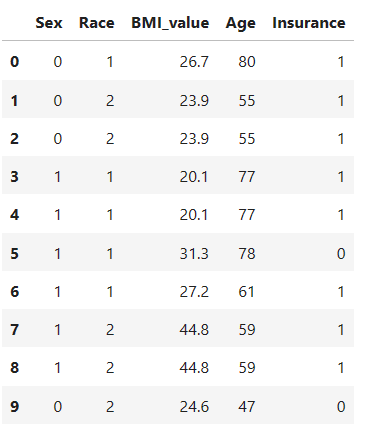 Sex Race BMI_value Age Insurance
0 0 1 26.7 80 1
1 0 2 23.9 55 1
2 0 2 23.9 55 1
3 1 1 20.1 77 1
4 1 1 20.1 77 1
5 1 1 31.3 78 0
6 1 1 27.2 61 1
7 1 2 44.8 59 1
8 1 2 44.8 59 1
9 0 2 24.6 47 0